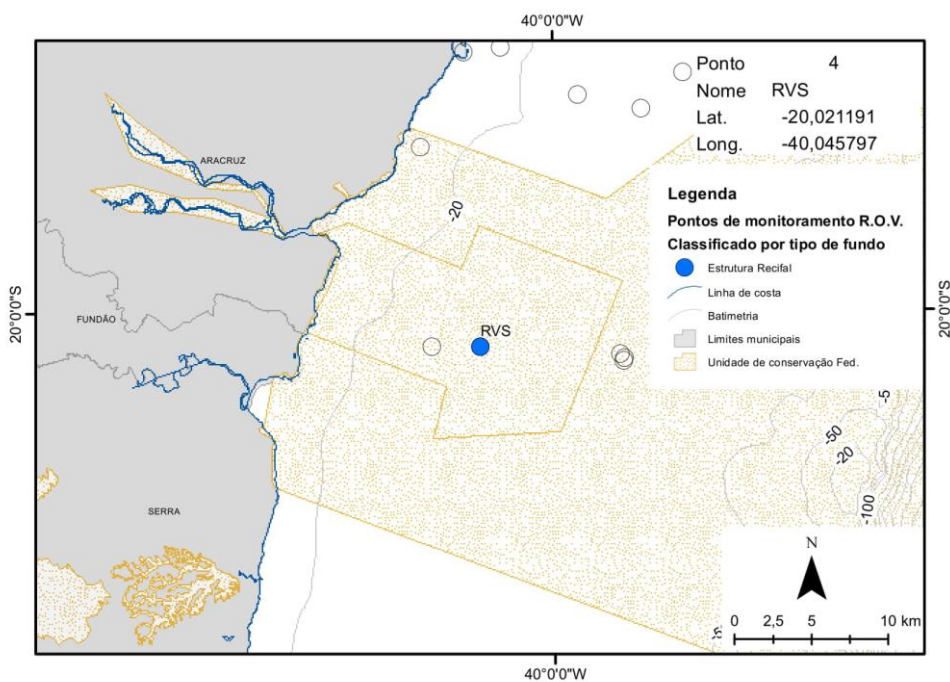 40°0'0"W
Ponto 4
Nome RVS
Lat. -20,021191
Long. -40,045797
ARACRUZ
-20
Legenda
Pontos de monitoramento R.O.V.
Classificado por tipo de fundo
Estrutura Recifal
Linha de costa
Batimetria
Limites municipais
Unidade de conservação Fed.
20°0'0"S
20°0'0"S
FUNDÃO
RVS
-50
-20
-100
SERRA
N
0 2,5 5 10 km
40°0'0"W